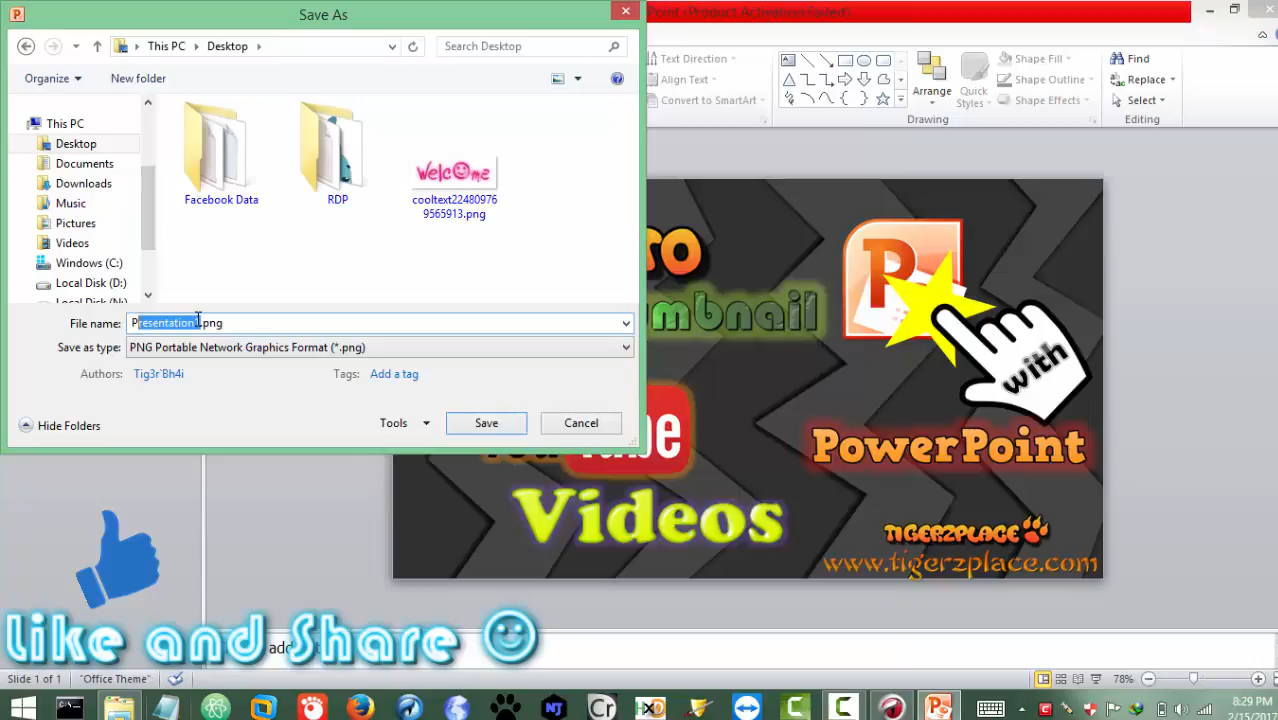 Save As
Point (Product Activation Failed)
This PC
Desktop
Search Desktop
Organize
New folder
This PC
Desktop
Documents
Downloads
Music
Pictures
Videos
Windows (C:)
Local Disk (D:)
Facebook Data
RDP
Welcome
cooltext22480976
9565913.png
File name:
Presentation1.png
Save as type:
PNG Portable Network Graphics Format (*.png)
Authors:
Tig3r`Bh4i
Tags:
Add a tag
Hide Folders
Tools
Save
Cancel
Text Direction
Align Text
Convert to SmartArt
Arrange
Quick
Styles
Shape Fill
Shape Outline
Shape Effects
Drawing
Find
Replace
Select
Editing
P
with
PowerPoint
Videos
TIGERZPLACE
www.tigerzplace.com
Like and Share
Slide 1 of 1
"Office Theme"
78%
8:29 PM